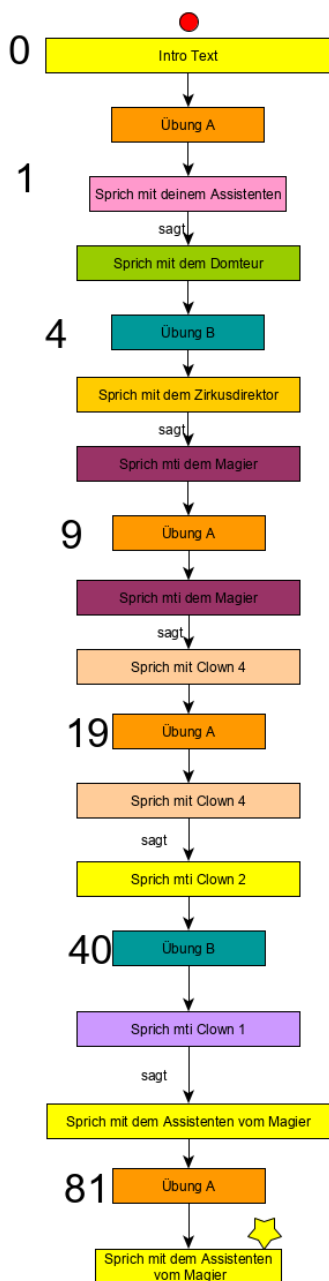 0
Intro Text
Übung A
1
Sprich mit deinem Assistenten
sagt
Sprich mit dem Domteur
4
Übung B
Sprich mit dem Zirkusdirektor
sagt
Sprich mti dem Magier
9
Übung A
Sprich mti dem Magier
sagt
Sprich mit Clown 4
19
Übung A
Sprich mit Clown 4
sagt
Sprich mti Clown 2
40
Übung B
Sprich mti Clown 1
sagt
Sprich mit dem Assistenten vom Magier
81
Übung A
Sprich mit dem Assistenten
vom Magier